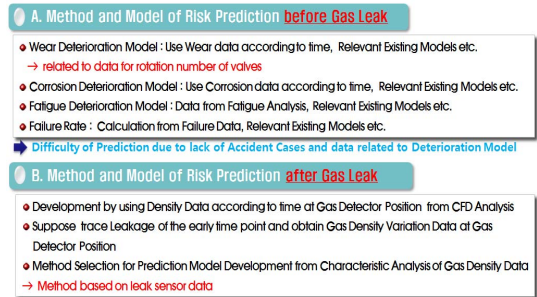 A. Method and Model of Risk Prediction before Gas Leak
Wear Deterioration Model : Use Wear data according to time, Relevant Existing Models etc.
→ related to data for rotation number of valves
Corrosion Deterioration Model : Use Corrosion data according to time, Relevant Existing Models etc.
Fatigue Deterioration Model : Data from Fatigue Analysis, Relevant Existing Models etc.
Failure Rate : Calculation from Failure Data, Relevant Existing Models etc.
Difficulty of Prediction due to lack of Accident Cases and data related to Deterioration Model
B. Method and Model of Risk Prediction after Gas Leak
Development by using Density Data according to time at Gas Detector Position from CFD Analysis
Suppose trace Leakage of the early time point and obtain Gas Density Variation Data at Gas
Detector Position
Method Selection for Prediction Model Development from Characteristic Analysis of Gas Density Data
→ Method based on leak sensor data